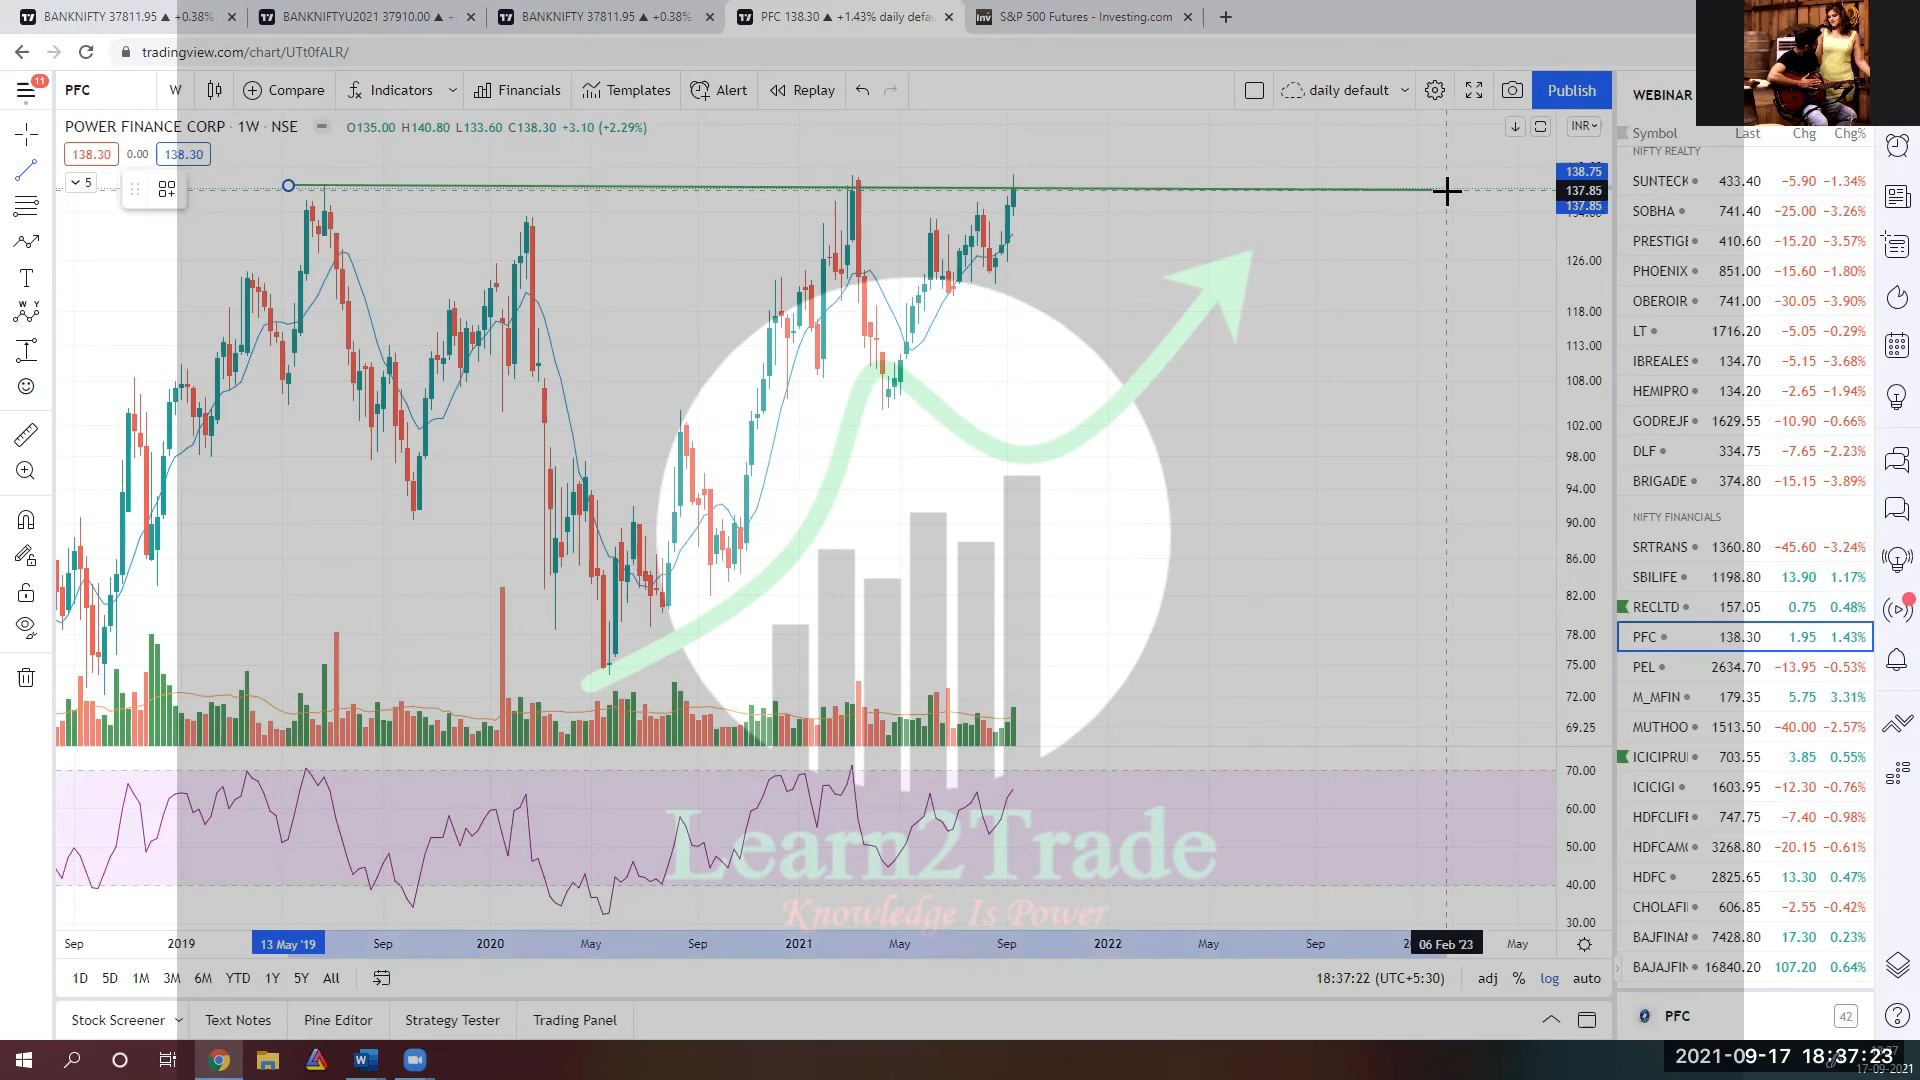 BANKNIFTY 37811.95 ▲ +0.38%
BANKNIFTYU2021 37910.00 ▲ +
BANKNIFTY 37811.95 ▲ +0.38%
PFC 138.30 ▲ +1.43% daily defa
S&P 500 Futures - Investing.com
tradingview.com/chart/UTt0fALR/
11
PFC
W
Compare
Indicators
Financials
Templates
Alert
Replay
daily default
Publish
WEBINAR
POWER FINANCE CORP · 1W · NSE
O135.00 H140.80 L133.60 C138.30 +3.10 (+2.29%)
INR
138.30 0.00 138.30
5
138.75
137.85
137.85
126.00
118.00
113.00
108.00
102.00
98.00
94.00
90.00
86.00
82.00
78.00
75.00
72.00
69.25
70.00
60.00
50.00
40.00
30.00
Learn2Trade
Knowledge Is Power
Sep 2019 13 May '19 Sep 2020 May Sep 2021 May Sep 2022 May Sep 06 Feb '23 May
1D 5D 1M 3M 6M YTD 1Y 5Y All
18:37:22 (UTC+5:30) adj % log auto
Stock Screener Text Notes Pine Editor Strategy Tester Trading Panel
Symbol Last Chg Chg%
NIFTY REALTY
SUNTECK 433.40 −5.90 −1.34%
SOBHA 741.40 −25.00 −3.26%
PRESTIGE 410.60 −15.20 −3.57%
PHOENIX 851.00 −15.60 −1.80%
OBEROIR 741.00 −30.05 −3.90%
LT 1716.20 −5.05 −0.29%
IBREALES 134.70 −5.15 −3.68%
HEMIPRO 134.20 −2.65 −1.94%
GODREJP 1629.55 −10.90 −0.66%
DLF 334.75 −7.65 −2.23%
BRIGADE 374.80 −15.15 −3.89%
NIFTY FINANCIALS
SRTRANS 1360.80 −45.60 −3.24%
SBILIFE 1198.80 13.90 1.17%
RECLTD 157.05 0.75 0.48%
PFC 138.30 1.95 1.43%
PEL 2634.70 −13.95 −0.53%
M_MFIN 179.35 5.75 3.31%
MUTHOO 1513.50 −40.00 −2.57%
ICICIPRU 703.55 3.85 0.55%
ICICIGI 1603.95 −12.30 −0.76%
HDFCLIFE 747.75 −7.40 −0.98%
HDFCAMC 3268.80 −20.15 −0.61%
HDFC 2825.65 13.30 0.47%
CHOLAFI 606.85 −2.55 −0.42%
BAJFINAN 7428.80 17.30 0.23%
BAJAJFIN 16840.20 107.20 0.64%
PFC
42
2021-09-17 18:37:23
17-09-2021